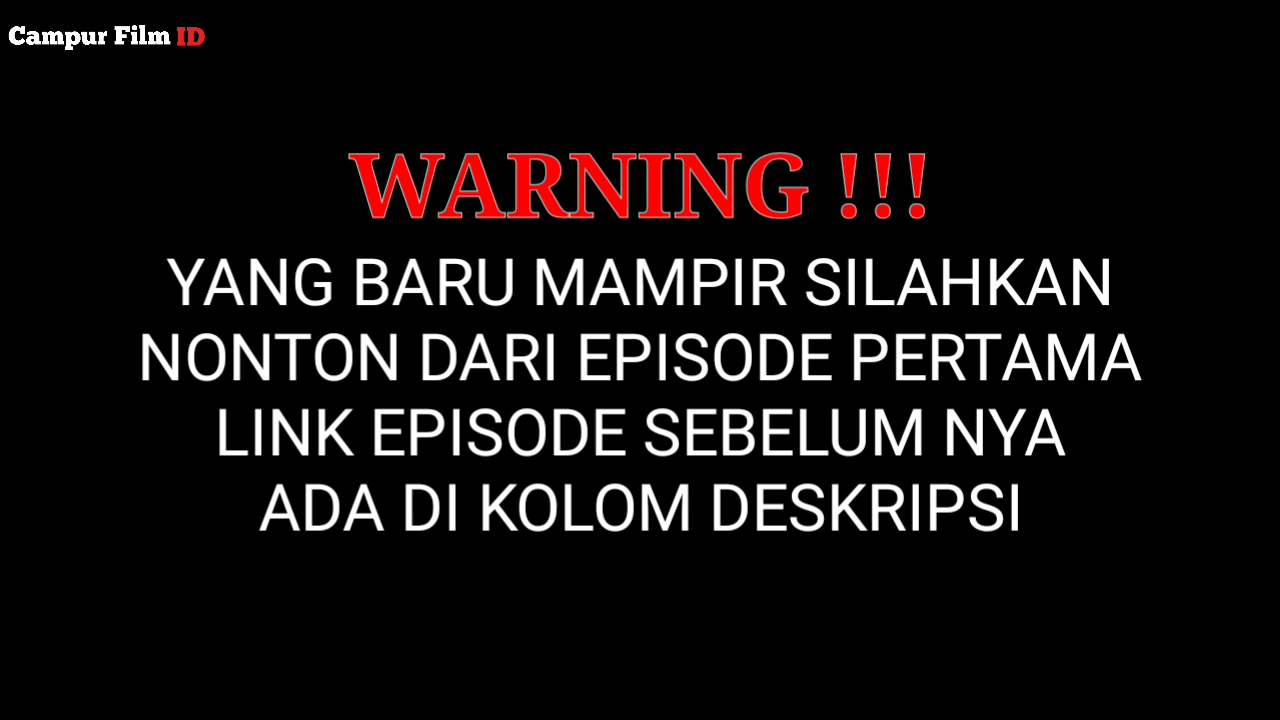 Campur Film ID
WARNING !!!
YANG BARU MAMPIR SILAHKAN
NONTON DARI EPISODE PERTAMA
LINK EPISODE SEBELUM NYA
ADA DI KOLOM DESKRIPSI